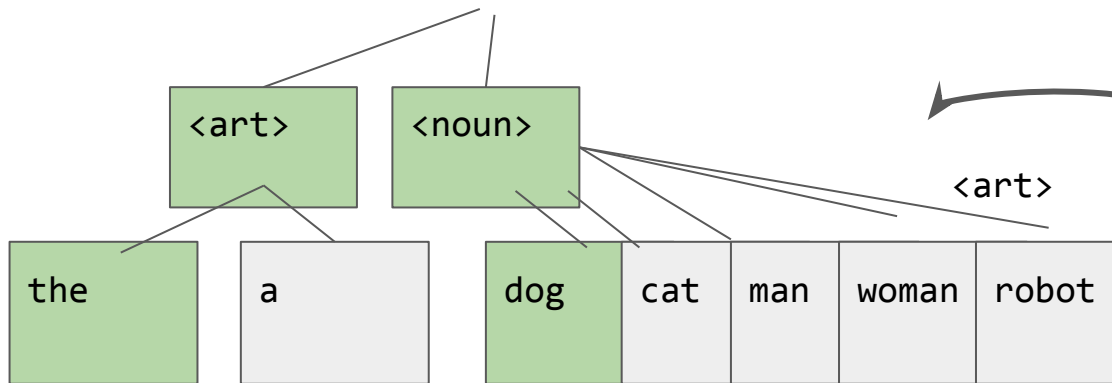 <art>
<noun>
<art>
the
a
dog
cat
man
woman
robot